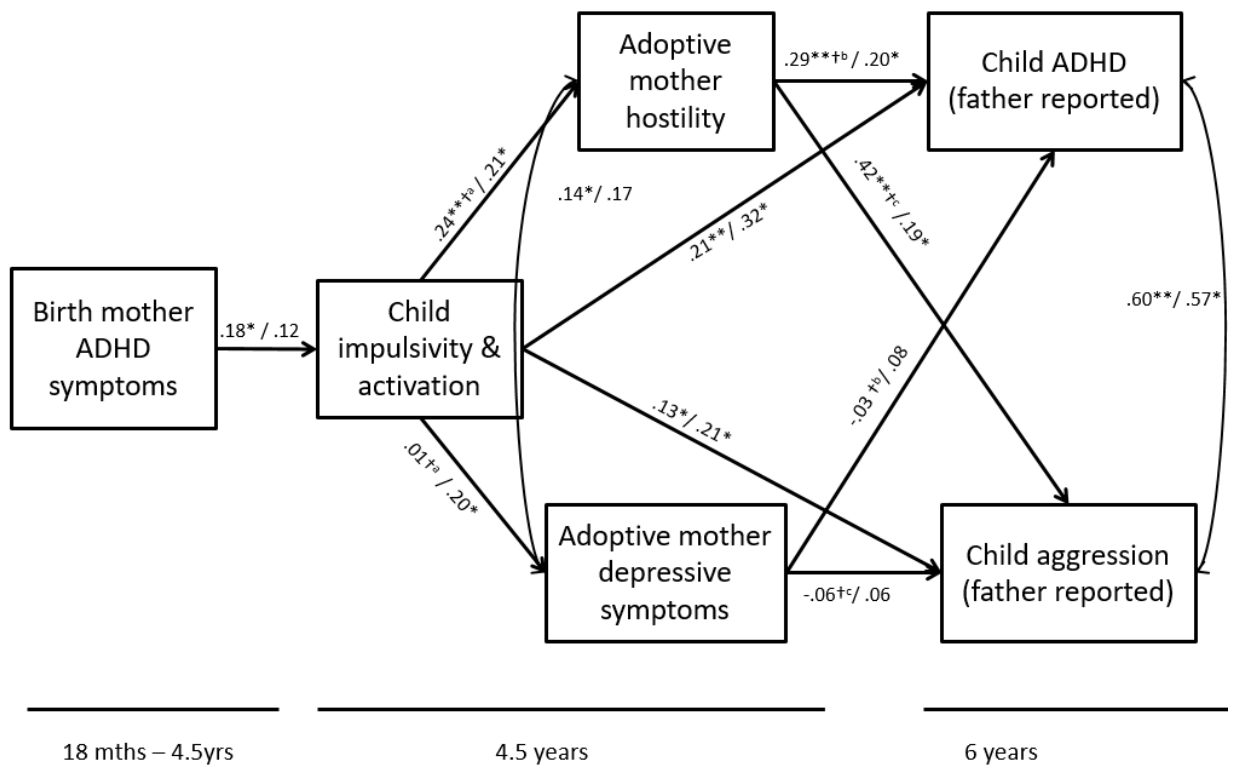 Adoptive
mother
hostility
.29**†ᵇ/ .20*
Child ADHD
(father reported)
.24**†ᵃ/ .21*
.14*/ .17
.42**†ᶜ/.19*
.21**/ .32*
Birth mother
ADHD
symptoms
.18* / .12
Child
impulsivity &
activation
.60**/ .57*
-.03 †ᵇ/ .08
.13*/ .21*
.01†ᵃ/ .20*
Adoptive mother
depressive
symptoms
-.06†ᶜ/ .06
Child aggression
(father reported)
18 mths – 4.5yrs
4.5 years
6 years